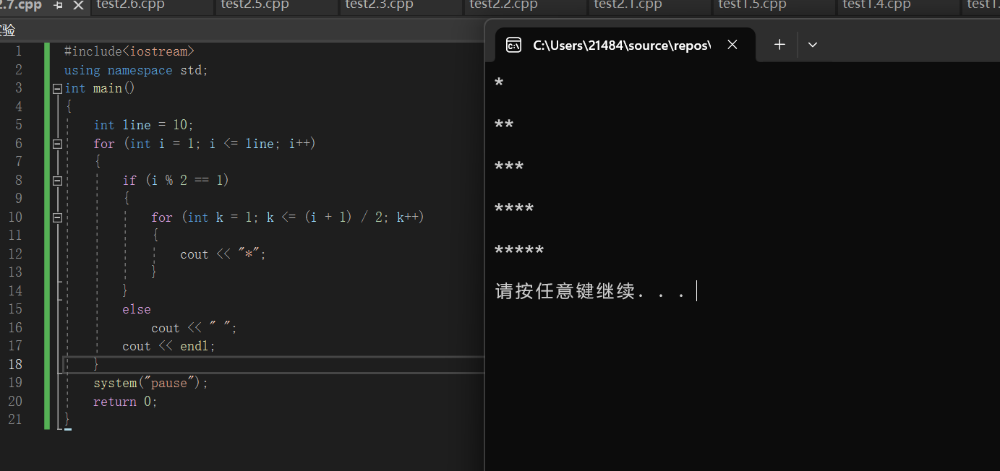 2.7.cpp test2.6.cpp test2.5.cpp test2.3.cpp test2.2.cpp test2.1.cpp test1.5.cpp test1.4.cpp test1.
实验
1 #include<iostream>
2 using namespace std;
3 int main()
4 {
5     int line = 10;
6     for (int i = 1; i <= line; i++)
7     {
8         if (i % 2 == 1)
9         {
10             for (int k = 1; k <= (i + 1) / 2; k++)
11             {
12                 cout << "*";
13             }
14         }
15         else
16             cout << " ";
17         cout << endl;
18     }
19     system("pause");
20     return 0;
21 }
C:\Users\21484\source\repos\
*
**
***
****
*****
请按任意键继续. . .